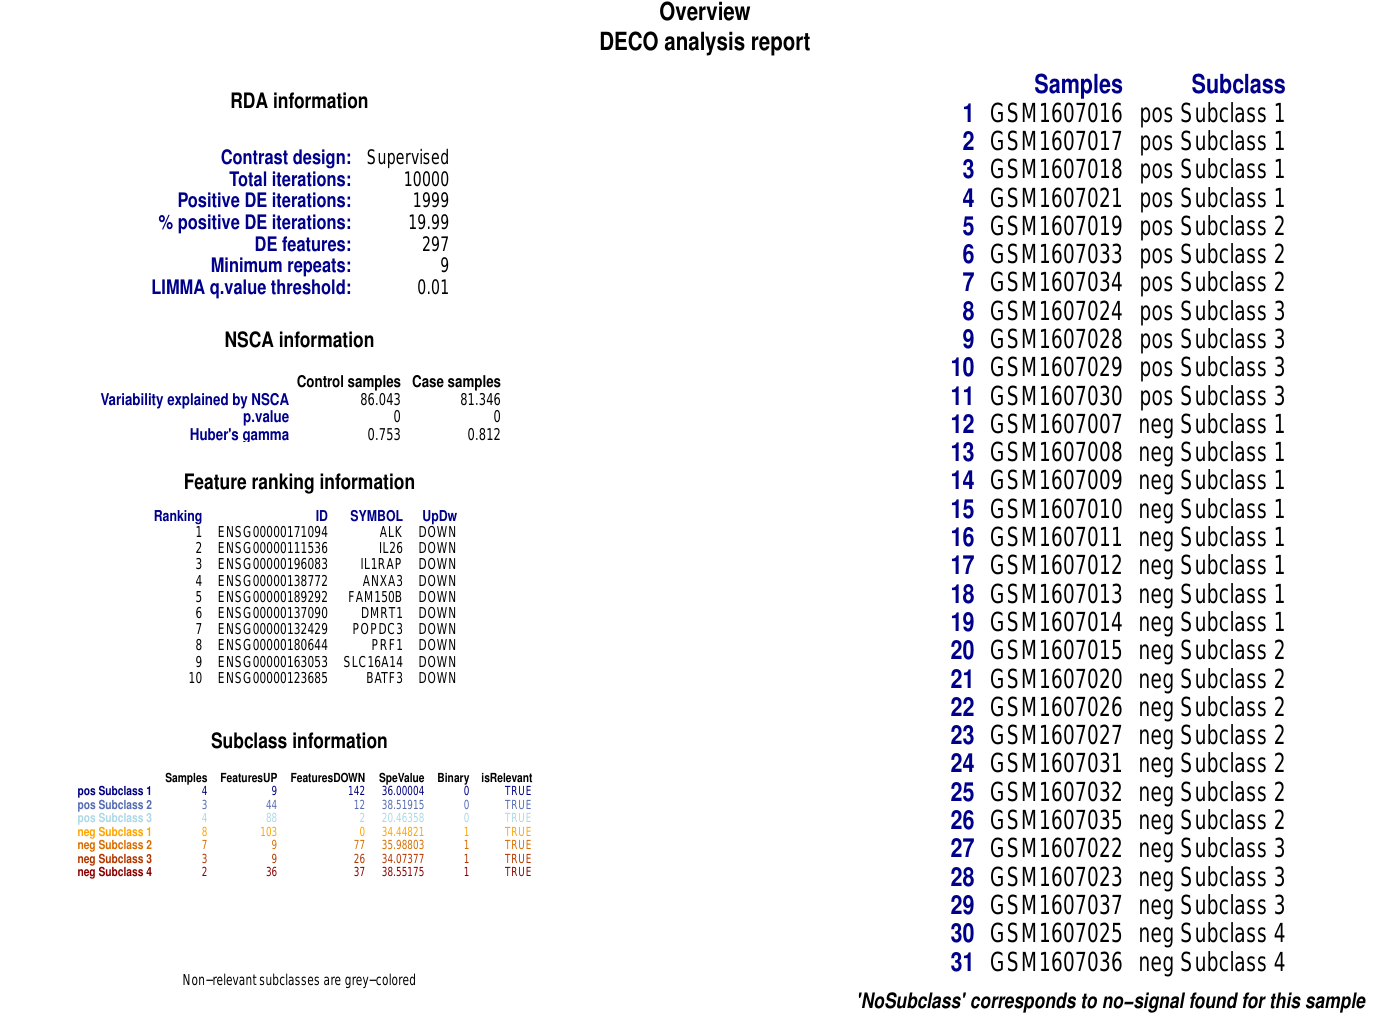 Overview
DECO analysis report
RDA information
Contrast design: Supervised
Total iterations: 10000
Positive DE iterations: 1999
% positive DE iterations: 19.99
DE features: 297
Minimum repeats: 9
LIMMA q.value threshold: 0.01
NSCA information
Control samples Case samples
Variability explained by NSCA 86.043 81.346
p.value 0 0
Huber's gamma 0.753 0.812
Feature ranking information
Ranking ID SYMBOL UpDw
1 ENSG00000171094 ALK DOWN
2 ENSG00000111536 IL26 DOWN
3 ENSG00000196083 IL1RAP DOWN
4 ENSG00000138772 ANXA3 DOWN
5 ENSG00000189292 FAM150B DOWN
6 ENSG00000137090 DMRT1 DOWN
7 ENSG00000132429 POPDC3 DOWN
8 ENSG00000180644 PRF1 DOWN
9 ENSG00000163053 SLC16A14 DOWN
10 ENSG00000123685 BATF3 DOWN
Subclass information
Samples FeaturesUP FeaturesDOWN SpeValue Binary isRelevant
pos Subclass 1 4 9 142 36.00004 0 TRUE
pos Subclass 2 3 44 12 38.51915 0 TRUE
pos Subclass 3 4 88 2 20.46358 0 TRUE
neg Subclass 1 8 103 0 34.44821 1 TRUE
neg Subclass 2 7 9 77 35.98803 1 TRUE
neg Subclass 3 3 9 26 34.07377 1 TRUE
neg Subclass 4 2 36 37 38.55175 1 TRUE
Non−relevant subclasses are grey−colored
Samples Subclass
1 GSM1607016 pos Subclass 1
2 GSM1607017 pos Subclass 1
3 GSM1607018 pos Subclass 1
4 GSM1607021 pos Subclass 1
5 GSM1607019 pos Subclass 2
6 GSM1607033 pos Subclass 2
7 GSM1607034 pos Subclass 2
8 GSM1607024 pos Subclass 3
9 GSM1607028 pos Subclass 3
10 GSM1607029 pos Subclass 3
11 GSM1607030 pos Subclass 3
12 GSM1607007 neg Subclass 1
13 GSM1607008 neg Subclass 1
14 GSM1607009 neg Subclass 1
15 GSM1607010 neg Subclass 1
16 GSM1607011 neg Subclass 1
17 GSM1607012 neg Subclass 1
18 GSM1607013 neg Subclass 1
19 GSM1607014 neg Subclass 1
20 GSM1607015 neg Subclass 2
21 GSM1607020 neg Subclass 2
22 GSM1607026 neg Subclass 2
23 GSM1607027 neg Subclass 2
24 GSM1607031 neg Subclass 2
25 GSM1607032 neg Subclass 2
26 GSM1607035 neg Subclass 2
27 GSM1607022 neg Subclass 3
28 GSM1607023 neg Subclass 3
29 GSM1607037 neg Subclass 3
30 GSM1607025 neg Subclass 4
31 GSM1607036 neg Subclass 4
'NoSubclass' corresponds to no−signal found for this sample